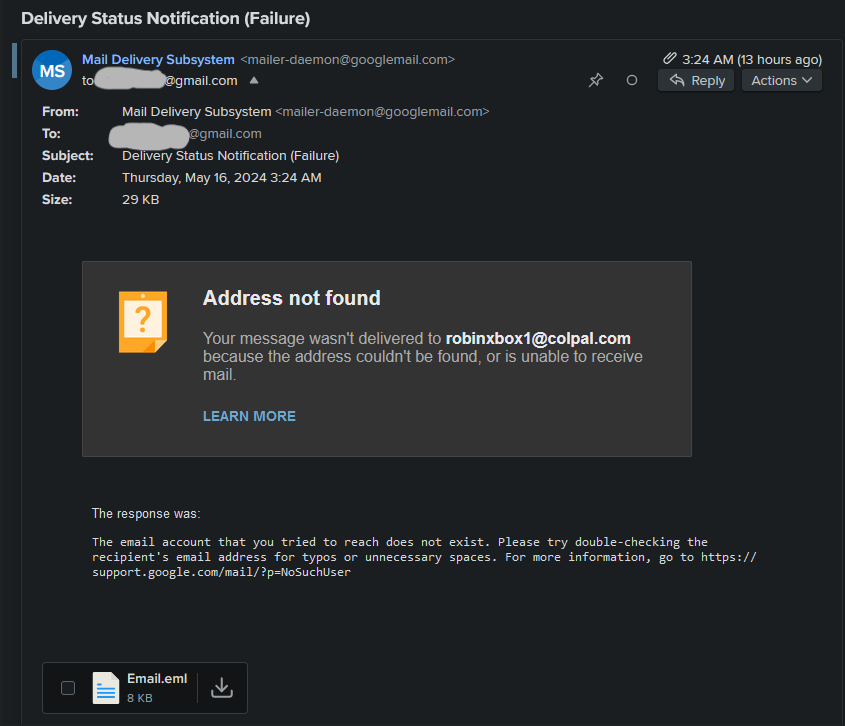 Delivery Status Notification (Failure)
MS
Mail Delivery Subsystem <mailer-daemon@googlemail.com>
3:24 AM (13 hours ago)
to @gmail.com
Reply
Actions
From: Mail Delivery Subsystem <mailer-daemon@googlemail.com>
To: @gmail.com
Subject: Delivery Status Notification (Failure)
Date: Thursday, May 16, 2024 3:24 AM
Size: 29 KB
?
Address not found
Your message wasn't delivered to robinxbox1@colpal.com
because the address couldn't be found, or is unable to receive
mail.
LEARN MORE
The response was:
The email account that you tried to reach does not exist. Please try double-checking the
recipient's email address for typos or unnecessary spaces. For more information, go to https://
support.google.com/mail/?p=NoSuchUser
Email.eml
8 KB